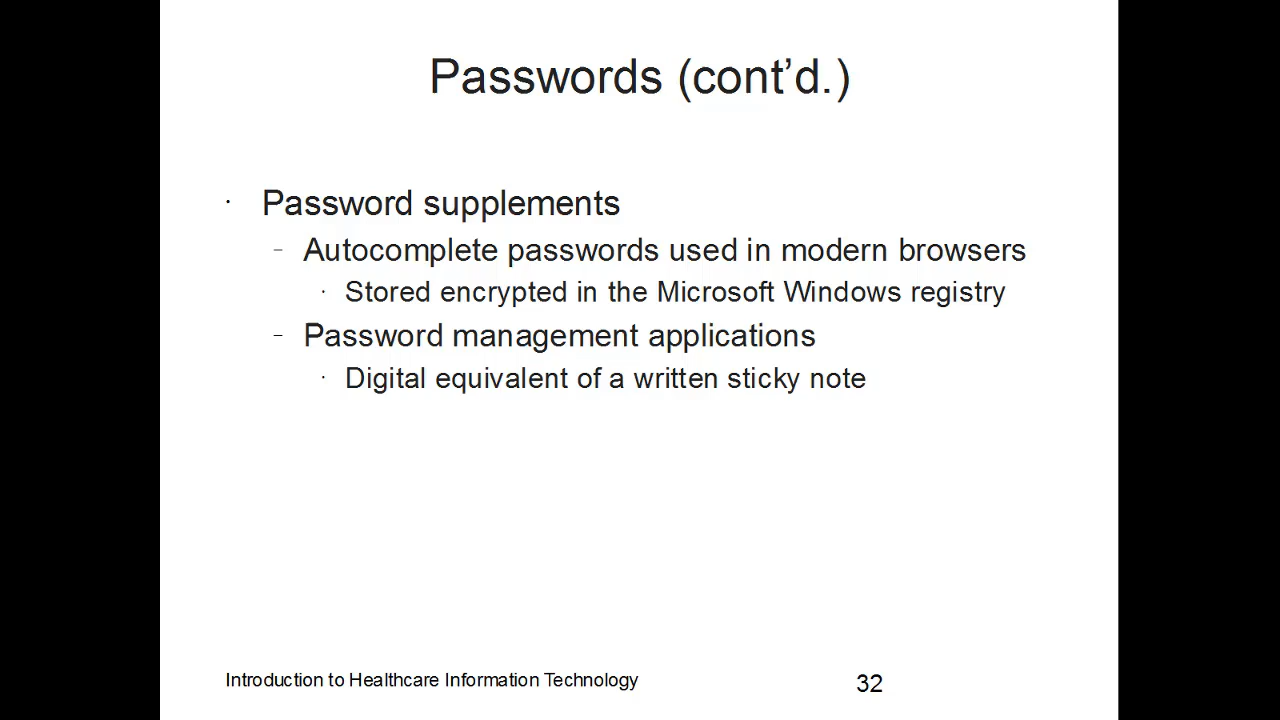 Passwords (cont’d.)
· Password supplements
– Autocomplete passwords used in modern browsers
· Stored encrypted in the Microsoft Windows registry
– Password management applications
· Digital equivalent of a written sticky note
Introduction to Healthcare Information Technology
32